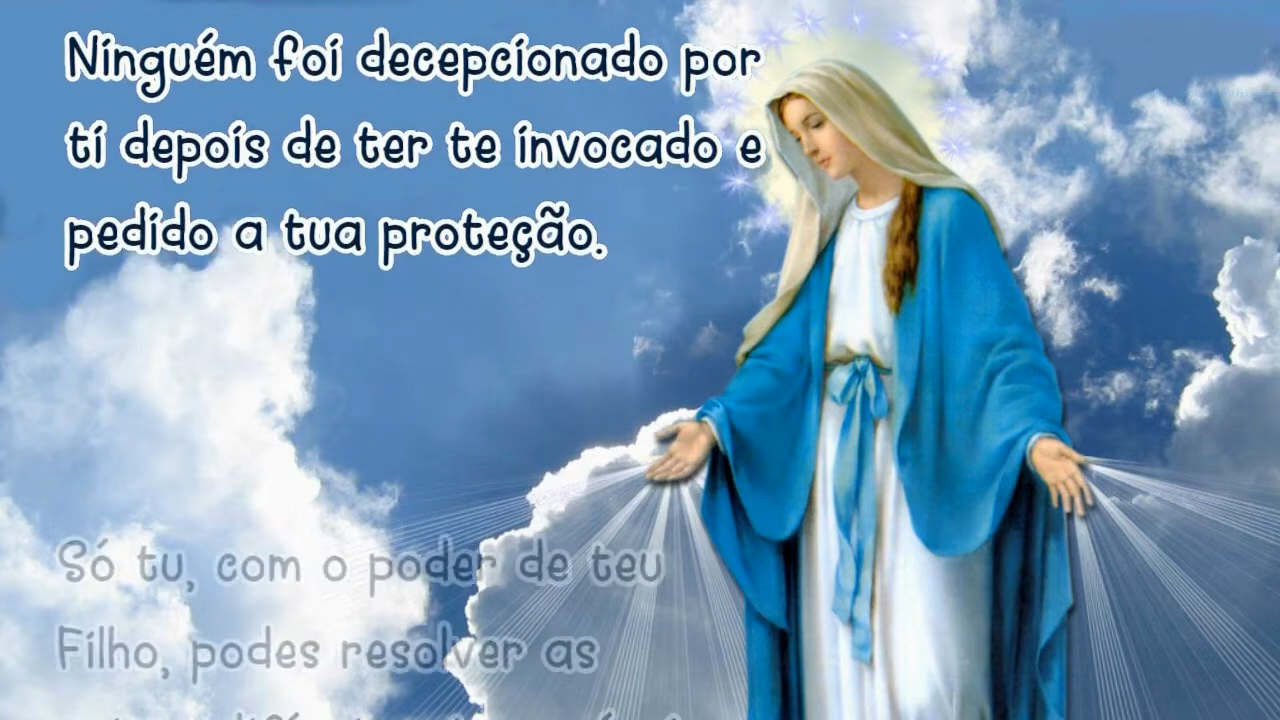 Ninguém foi decepcionado por
ti depois de ter te invocado e
pedido a tua proteção.
Só tu, com o poder de teu
Filho, podes resolver as